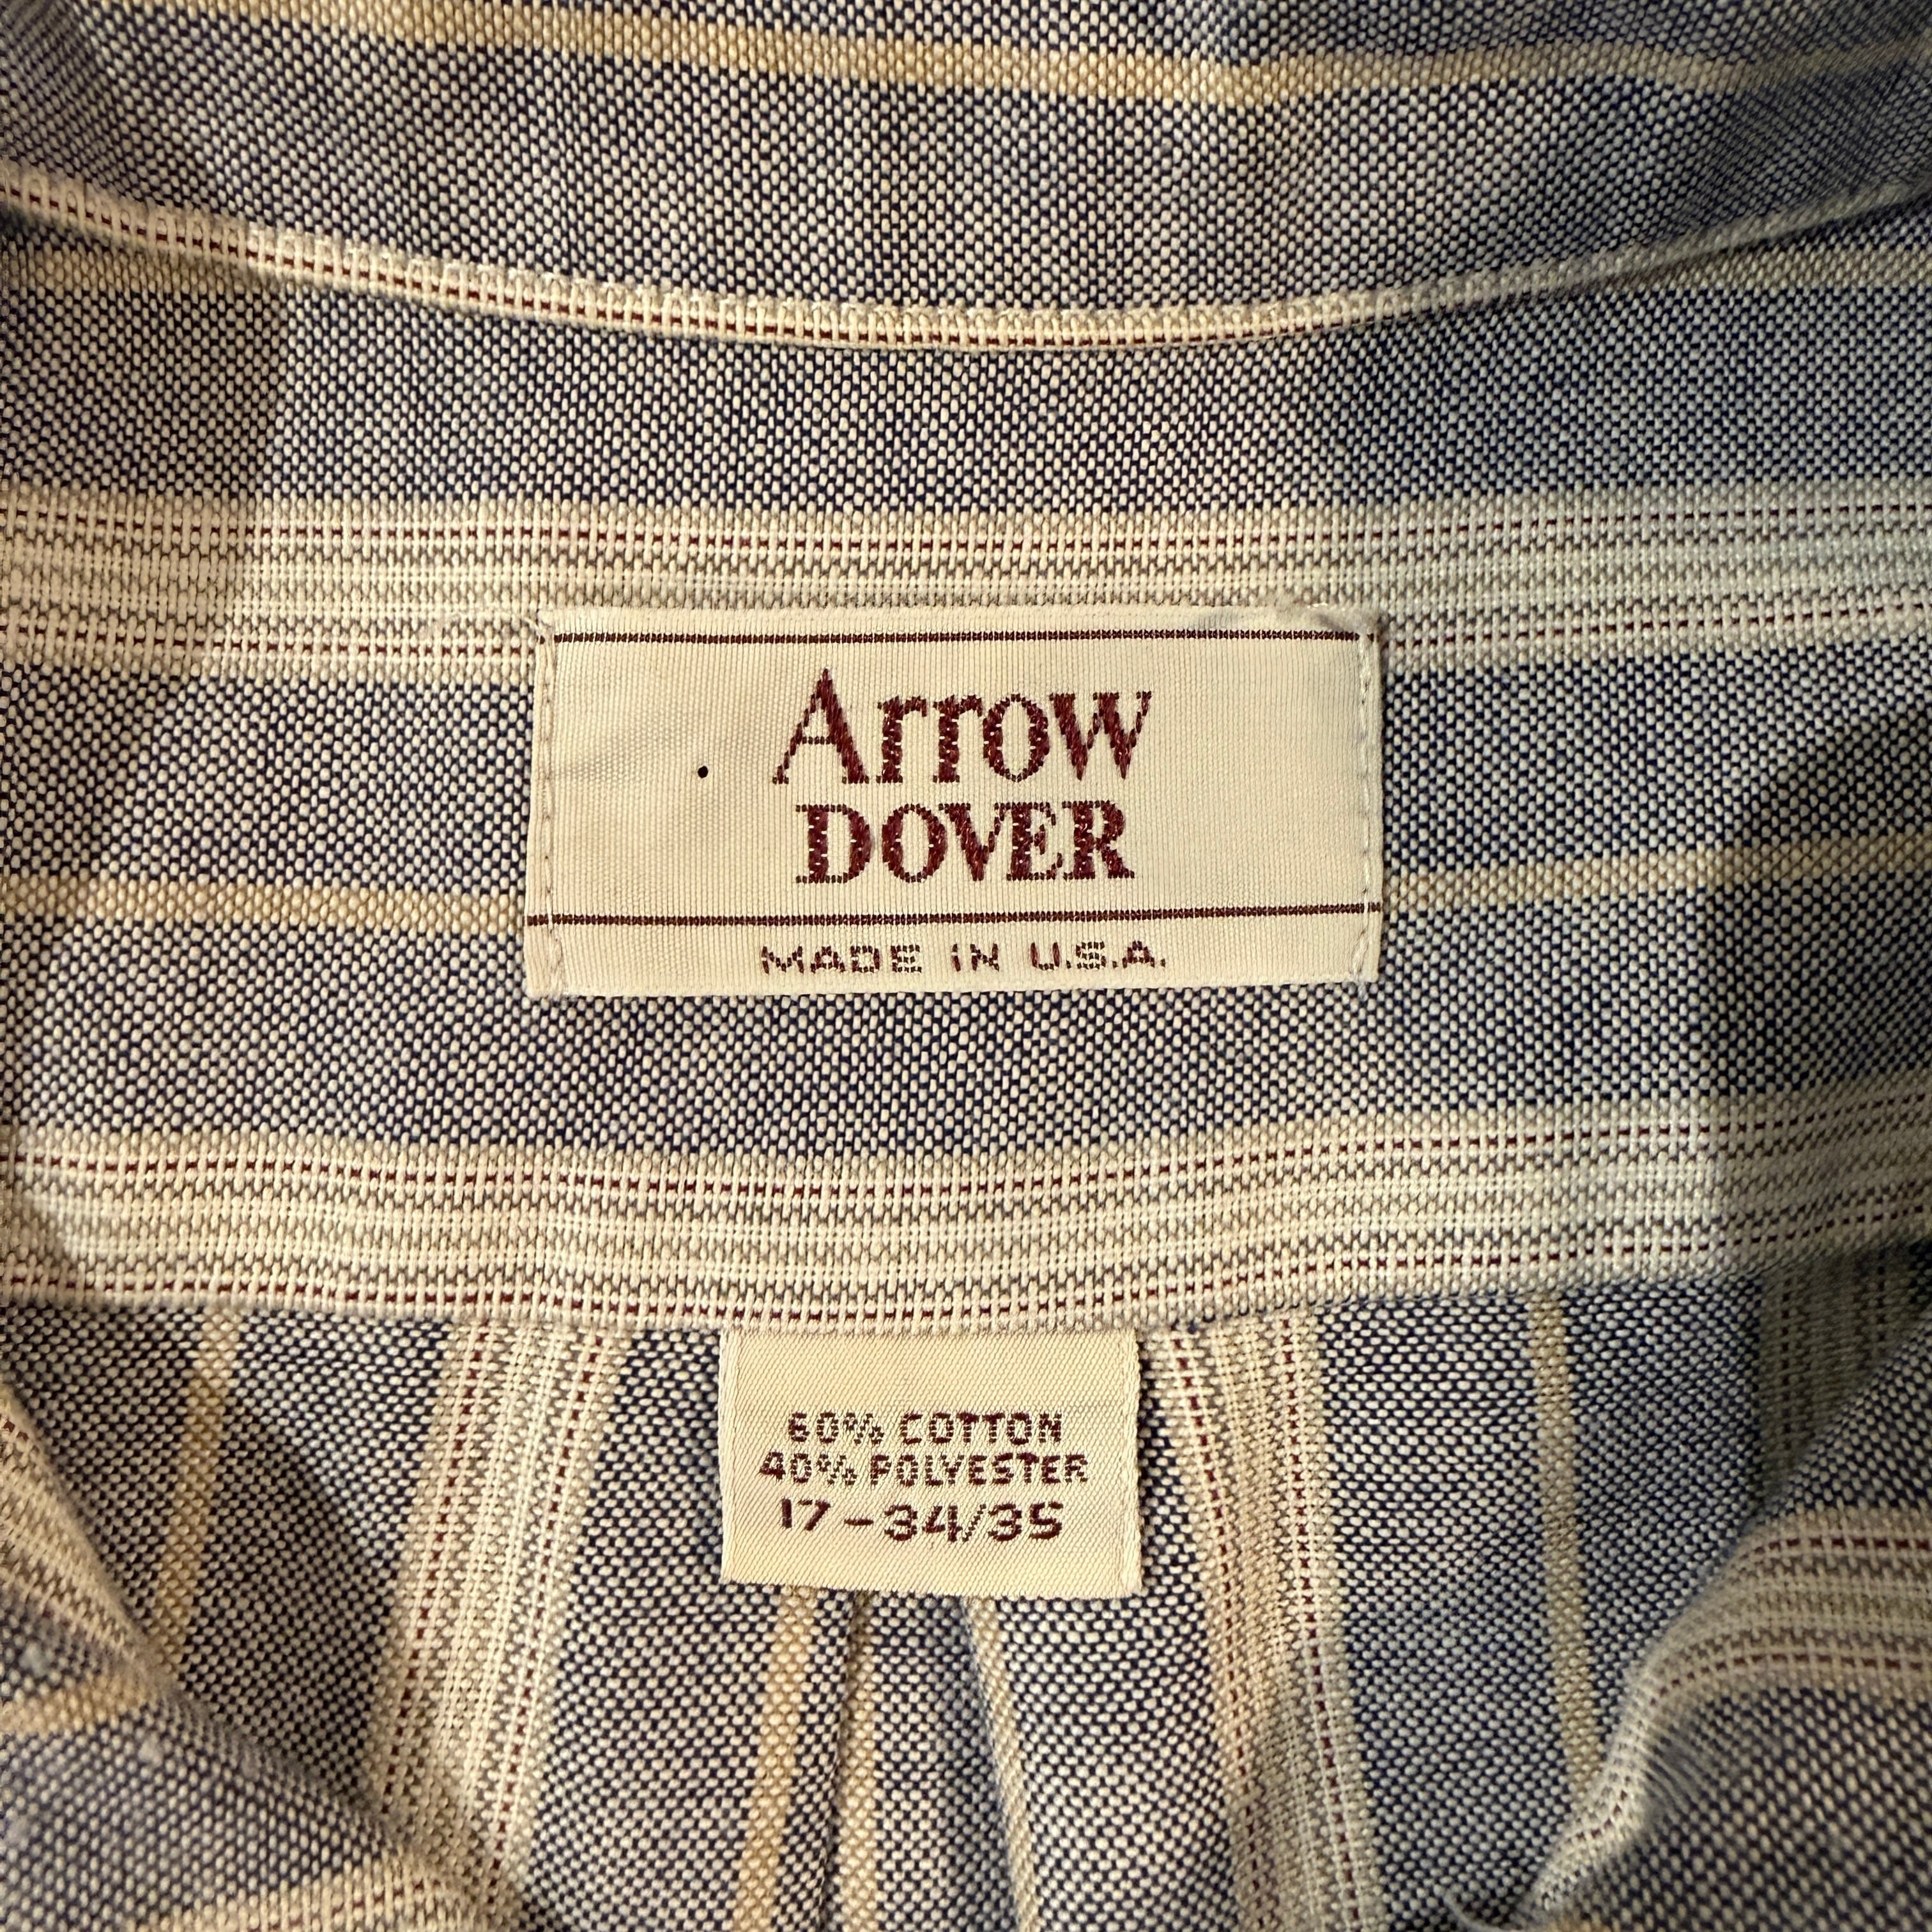 Arrow
DOVER
MADE IN U.S.A.
60% COTTON
40% POLYESTER
17-34/35